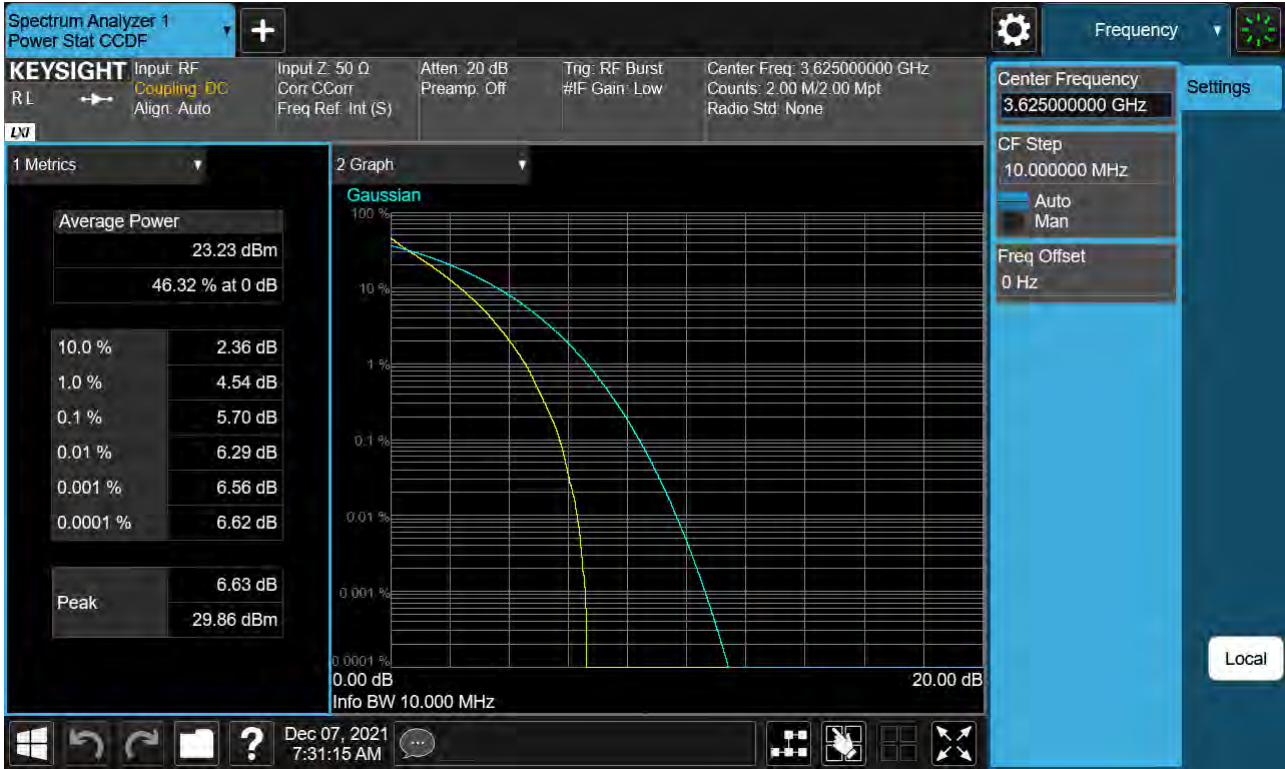 Spectrum Analyzer 1
Power Stat CCDF
+
Frequency
KEYSIGHT
R L
LXI
Input: RF
Coupling: DC
Align: Auto
Input Z: 50 Ω
Corr CCorr
Freq Ref: Int (S)
Atten: 20 dB
Preamp: Off
Trig: RF Burst
#IF Gain: Low
Center Freq: 3.625000000 GHz
Counts: 2.00 M/2.00 Mpt
Radio Std: None
Center Frequency
3.625000000 GHz
Settings
CF Step
10.000000 MHz
Auto
Man
Freq Offset
0 Hz
Local
1 Metrics
Average Power
23.23 dBm
46.32 % at 0 dB
10.0 % 2.36 dB
1.0 % 4.54 dB
0.1 % 5.70 dB
0.01 % 6.29 dB
0.001 % 6.56 dB
0.0001 % 6.62 dB
Peak
6.63 dB
29.86 dBm
2 Graph
Gaussian
100 %
10 %
1 %
0.1 %
0.01 %
0.001 %
0.0001 %
0.00 dB 20.00 dB
Info BW 10.000 MHz
?
Dec 07, 2021
7:31:15 AM